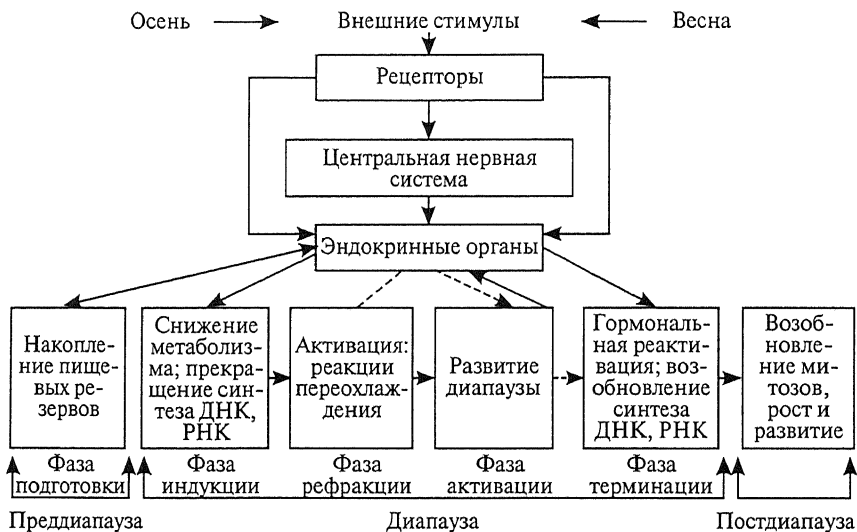 Осень Внешние стимулы Весна
Рецепторы
Центральная нервная
система
Эндокринные органы
Накопле-
ние пище-
вых ре-
зервов
Снижение
метаболиз-
ма; прекра-
щение син-
теза ДНК,
РНК
Активация:
реакции
переохлаж-
дения
Развитие
диапаузы
Гормональ-
ная реакти-
вация; воз-
обновление
синтеза
ДНК, РНК
Возоб-
новле-
ние ми-
тозов,
рост и
развитие
Фаза
подготовки
Фаза
индукции
Фаза
рефракции
Фаза
активации
Фаза
терминации
Преддиапауза Диапауза Постдиапауза